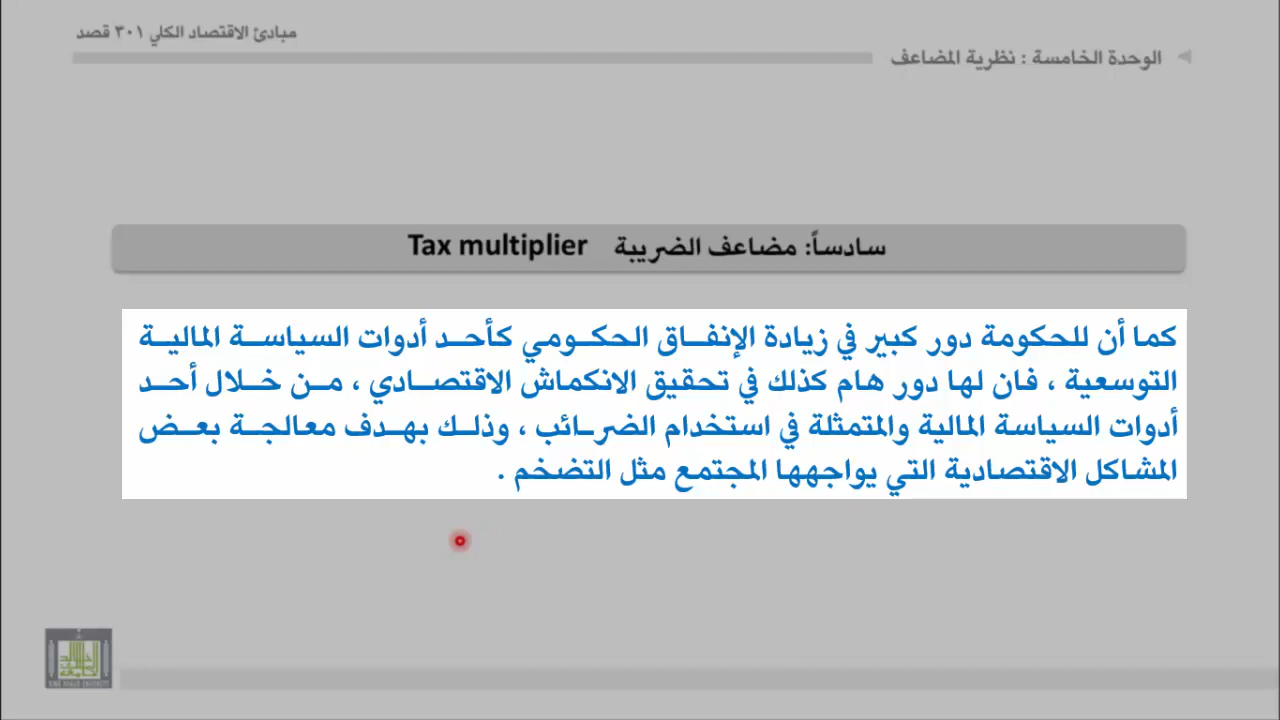 مبادئ الاقتصاد الكلي ٣٠١ قصد
الوحدة الخامسة : نظرية المضاعف
سادساً: مضاعف الضريبة Tax multiplier
كما أن للحكومة دور كبير في زيادة الإنفاق الحكومي كأحد أدوات السياسة المالية
التوسعية ، فان لها دور هام كذلك في تحقيق الانكماش الاقتصادي ، من خلال أحد
أدوات السياسة المالية والمتمثلة في استخدام الضرائب ، وذلك بهدف معالجة بعض
المشاكل الاقتصادية التي يواجهها المجتمع مثل التضخم .